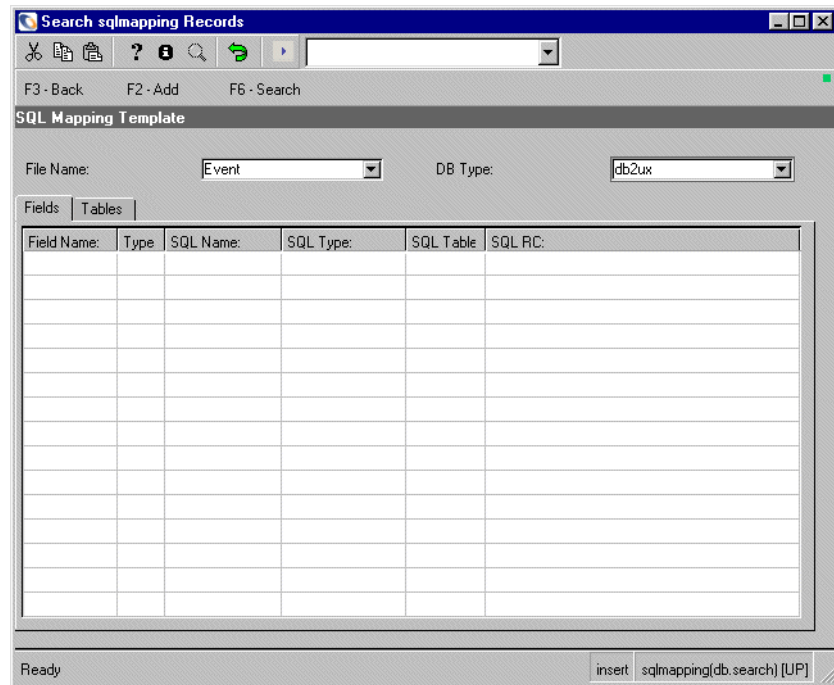 Search sqlmapping Records
F3 - Back F2 - Add F6 - Search
SQL Mapping Template
File Name: Event DB Type: db2ux
Fields Tables
Field Name: Type SQL Name: SQL Type: SQL Table SQL RC:
Ready insert sqlmapping(db.search) [UP]